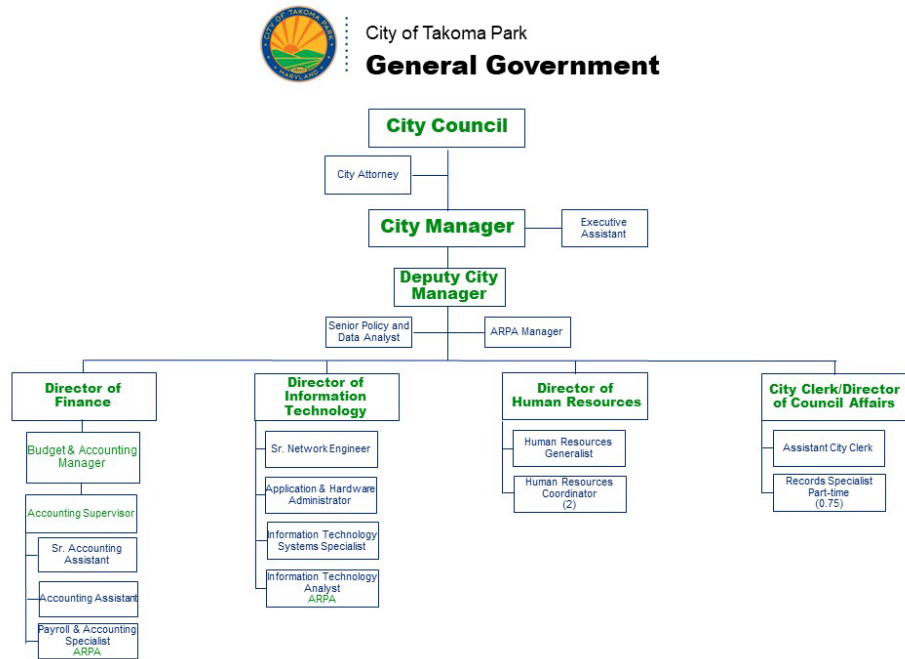 CITY OF TAKOMA PARK
MARYLAND
City of Takoma Park
General Government
City Council
City Attorney
City Manager
Executive
Assistant
Deputy City
Manager
Senior Policy and
Data Analyst
ARPA Manager
Director of
Finance
Budget & Accounting
Manager
Accounting Supervisor
Sr. Accounting
Assistant
Accounting Assistant
Payroll & Accounting
Specialist
ARPA
Director of
Information
Technology
Sr. Network Engineer
Application & Hardware
Administrator
Information Technology
Systems Specialist
Information Technology
Analyst
ARPA
Director of
Human Resources
Human Resources
Generalist
Human Resources
Coordinator
(2)
City Clerk/Director
of Council Affairs
Assistant City Clerk
Records Specialist
Part-time
(0.75)